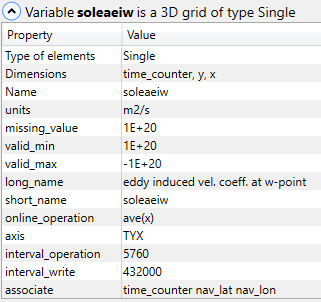 Variable soleaeiw is a 3D grid of type Single
Property Value
Type of elements Single
Dimensions time_counter, y, x
Name soleaeiw
units m2/s
missing_value 1E+20
valid_min 1E+20
valid_max -1E+20
long_name eddy induced vel. coeff. at w-point
short_name soleaeiw
online_operation ave(x)
axis TYX
interval_operation 5760
interval_write 432000
associate time_counter nav_lat nav_lon